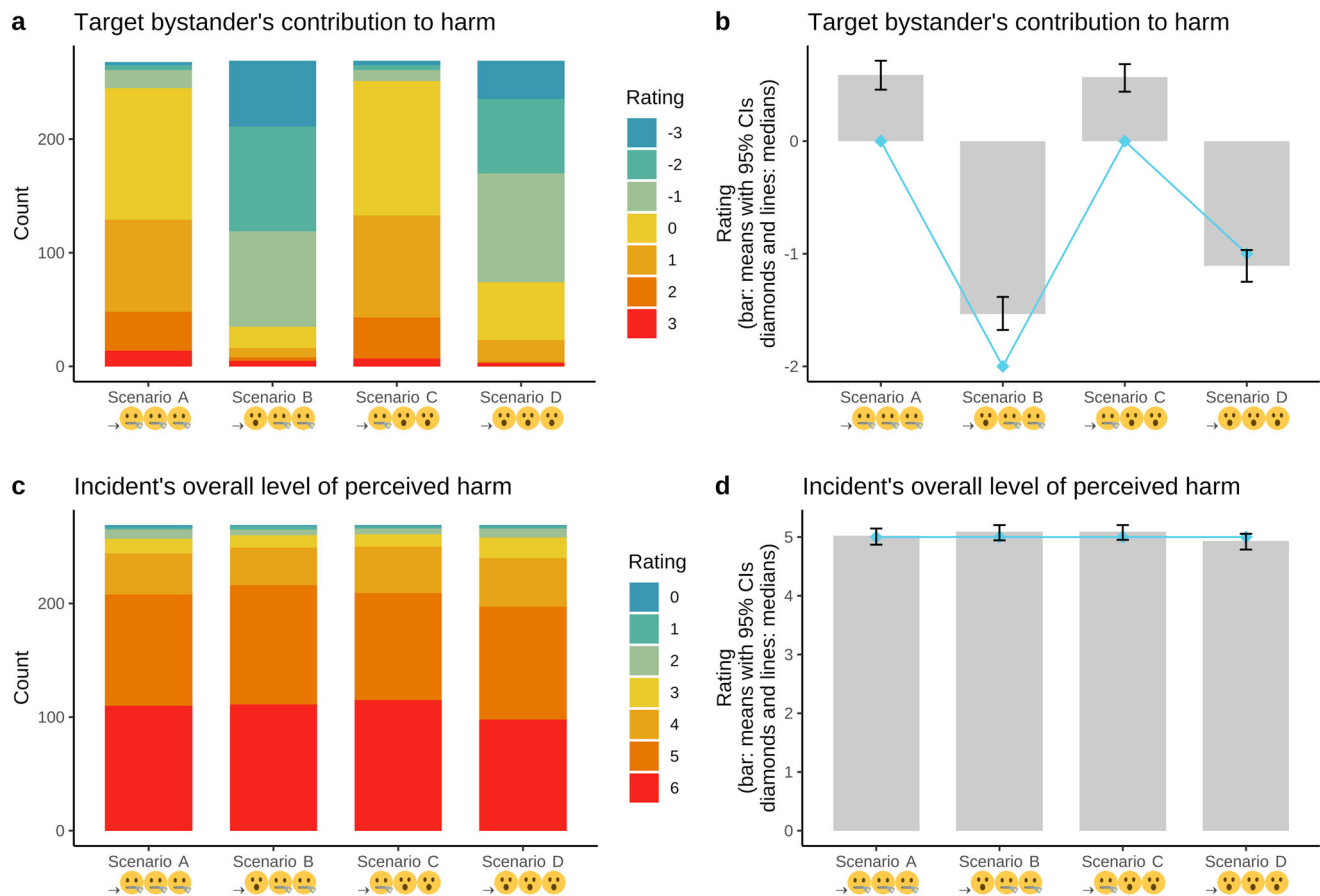 a Target bystander's contribution to harm
Count
200
100
0
Scenario A
→
Scenario B
→
Scenario C
→
Scenario D
→
Rating
-3
-2
-1
0
1
2
3
b Target bystander's contribution to harm
Rating
(bar: means with 95% CIs
diamonds and lines: medians)
0
-1
-2
Scenario A
→
Scenario B
→
Scenario C
→
Scenario D
→
c Incident's overall level of perceived harm
Count
200
100
0
Scenario A
→
Scenario B
→
Scenario C
→
Scenario D
→
Rating
0
1
2
3
4
5
6
d Incident's overall level of perceived harm
Rating
(bar: means with 95% CIs
diamonds and lines: medians)
5
4
3
2
1
0
Scenario A
→
Scenario B
→
Scenario C
→
Scenario D
→